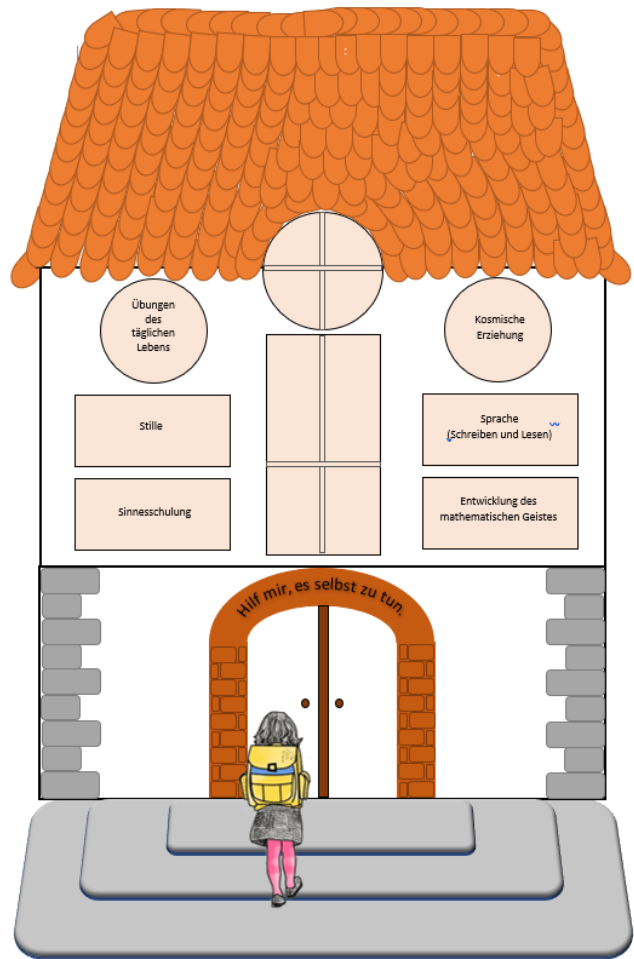 Übungen
des
täglichen
Lebens
Kosmische
Erziehung
Stille
Sprache
(Schreiben und Lesen)
Sinnesschulung
Entwicklung des
mathematischen Geistes
Hilf mir, es selbst zu tun.